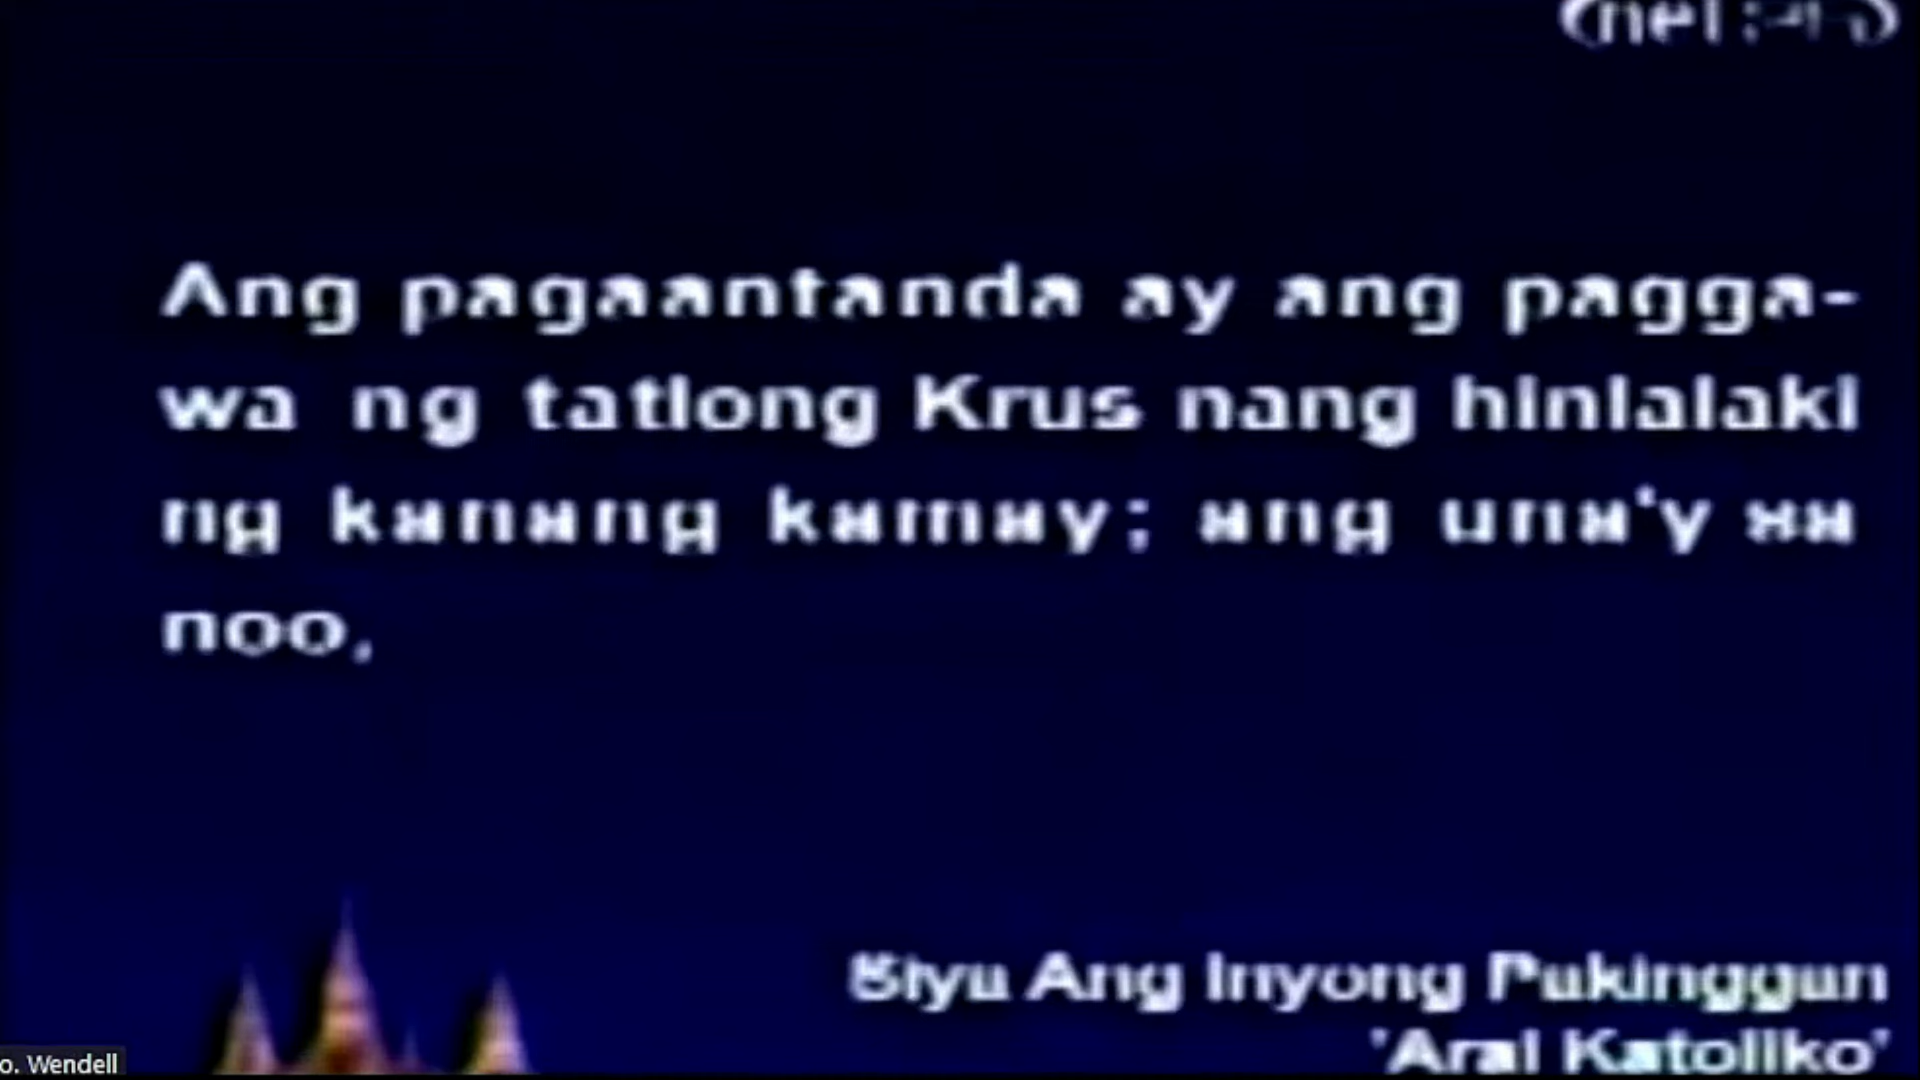 Ang pagaantanda ay ang pagga-
wa ng tatlong Krus nang hinlalaki
ng kanang kamay; ang una'y sa
noo,
Siya Ang Inyong Pakinggan
'Aral Katoliko'
o. Wendell